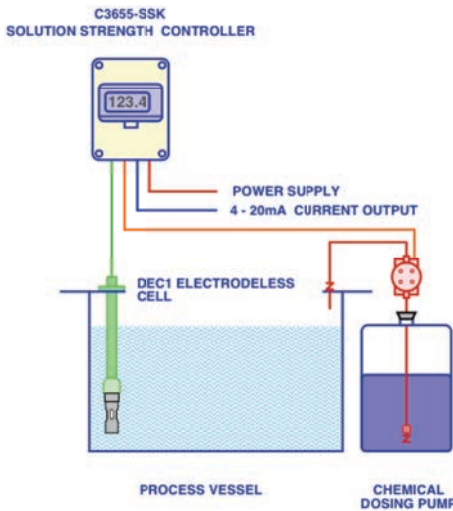 C3655-SSK
SOLUTION STRENGTH CONTROLLER
123.4
POWER SUPPLY
4 - 20mA CURRENT OUTPUT
DEC1 ELECTRODELESS
CELL
PROCESS VESSEL
CHEMICAL
DOSING PUMP